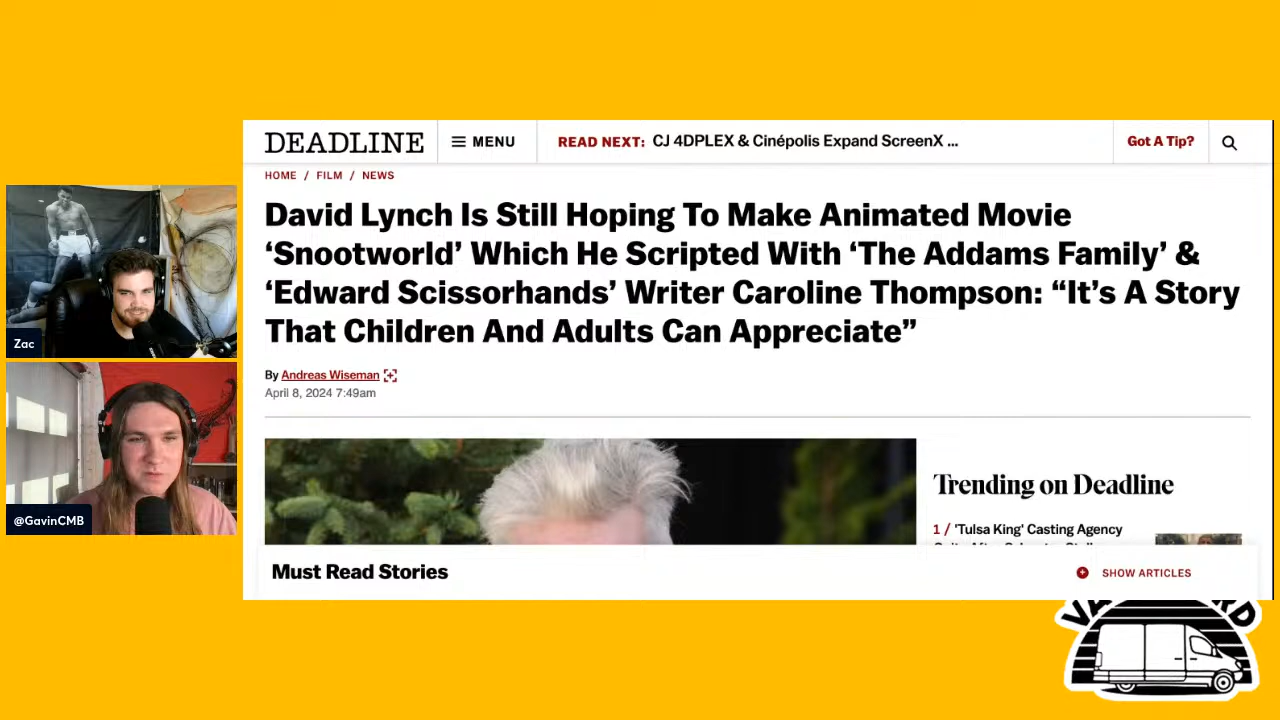 DEADLINE
MENU
READ NEXT: CJ 4DPLEX & Cinépolis Expand ScreenX ...
Got A Tip?
HOME / FILM / NEWS
David Lynch Is Still Hoping To Make Animated Movie
‘Snootworld’ Which He Scripted With ‘The Addams Family’ &
‘Edward Scissorhands’ Writer Caroline Thompson: “It’s A Story
That Children And Adults Can Appreciate”
By Andreas Wiseman
April 8, 2024 7:49am
Zac
@GavinCMB
Trending on Deadline
1 / 'Tulsa King' Casting Agency
Must Read Stories
SHOW ARTICLES